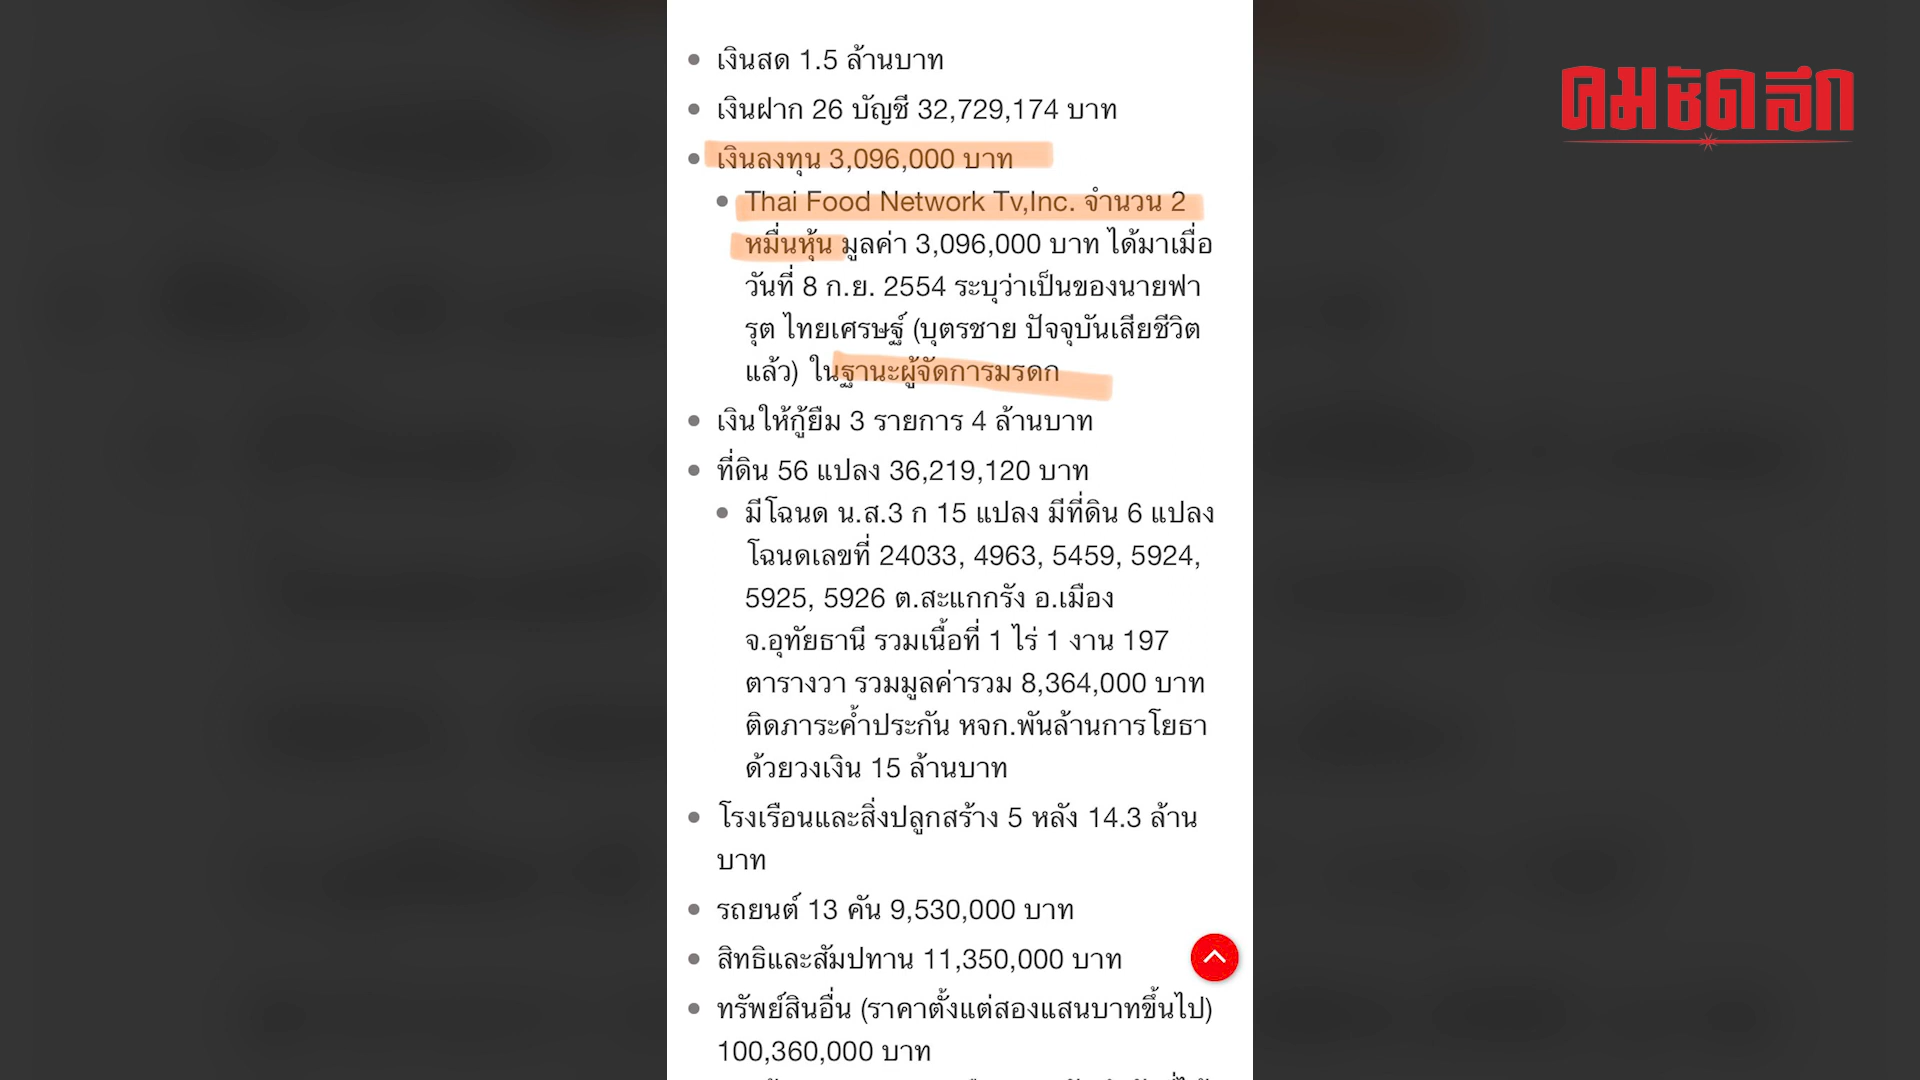 คมชัดลึก
เงินสด 1.5 ล้านบาท
เงินฝาก 26 บัญชี 32,729,174 บาท
เงินลงทุน 3,096,000 บาท
Thai Food Network Tv,Inc. จำนวน 2
หมื่นหุ้น มูลค่า 3,096,000 บาท ได้มาเมื่อ
วันที่ 8 ก.ย. 2554 ระบุว่าเป็นของนายฟา
รุต ไทยเศรษฐ์ (บุตรชาย ปัจจุบันเสียชีวิต
แล้ว) ในฐานะผู้จัดการมรดก
เงินให้กู้ยืม 3 รายการ 4 ล้านบาท
ที่ดิน 56 แปลง 36,219,120 บาท
มีโฉนด น.ส.3 ก 15 แปลง มีที่ดิน 6 แปลง
โฉนดเลขที่ 24033, 4963, 5459, 5924,
5925, 5926 ต.สะแกกรัง อ.เมือง
จ.อุทัยธานี รวมเนื้อที่ 1 ไร่ 1 งาน 197
ตารางวา รวมมูลค่ารวม 8,364,000 บาท
ติดภาระค้ำประกัน หจก.พันล้านการโยธา
ด้วยวงเงิน 15 ล้านบาท
โรงเรือนและสิ่งปลูกสร้าง 5 หลัง 14.3 ล้าน
บาท
รถยนต์ 13 คัน 9,530,000 บาท
สิทธิและสัมปทาน 11,350,000 บาท
ทรัพย์สินอื่น (ราคาตั้งแต่สองแสนบาทขึ้นไป)
100,360,000 บาท